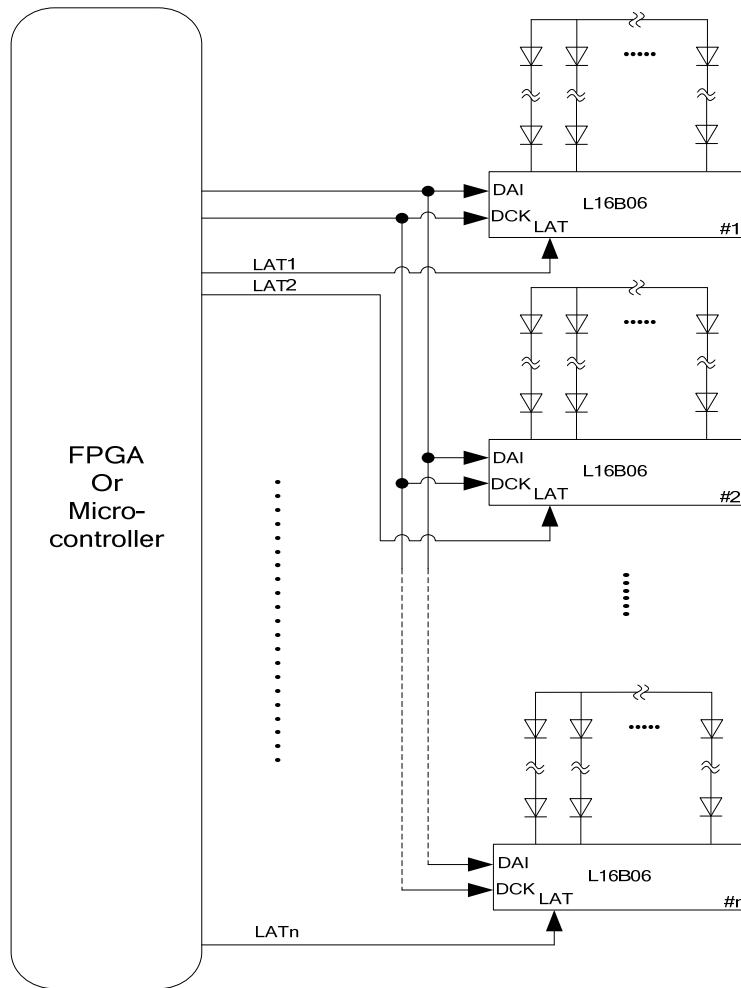 DAI
L16B06
DCK
LAT
#1
LAT1
LAT2
DAI
L16B06
DCK
LAT
#2
FPGA
Or
Micro-
controller
DAI
L16B06
DCK
LAT
#n
LATn